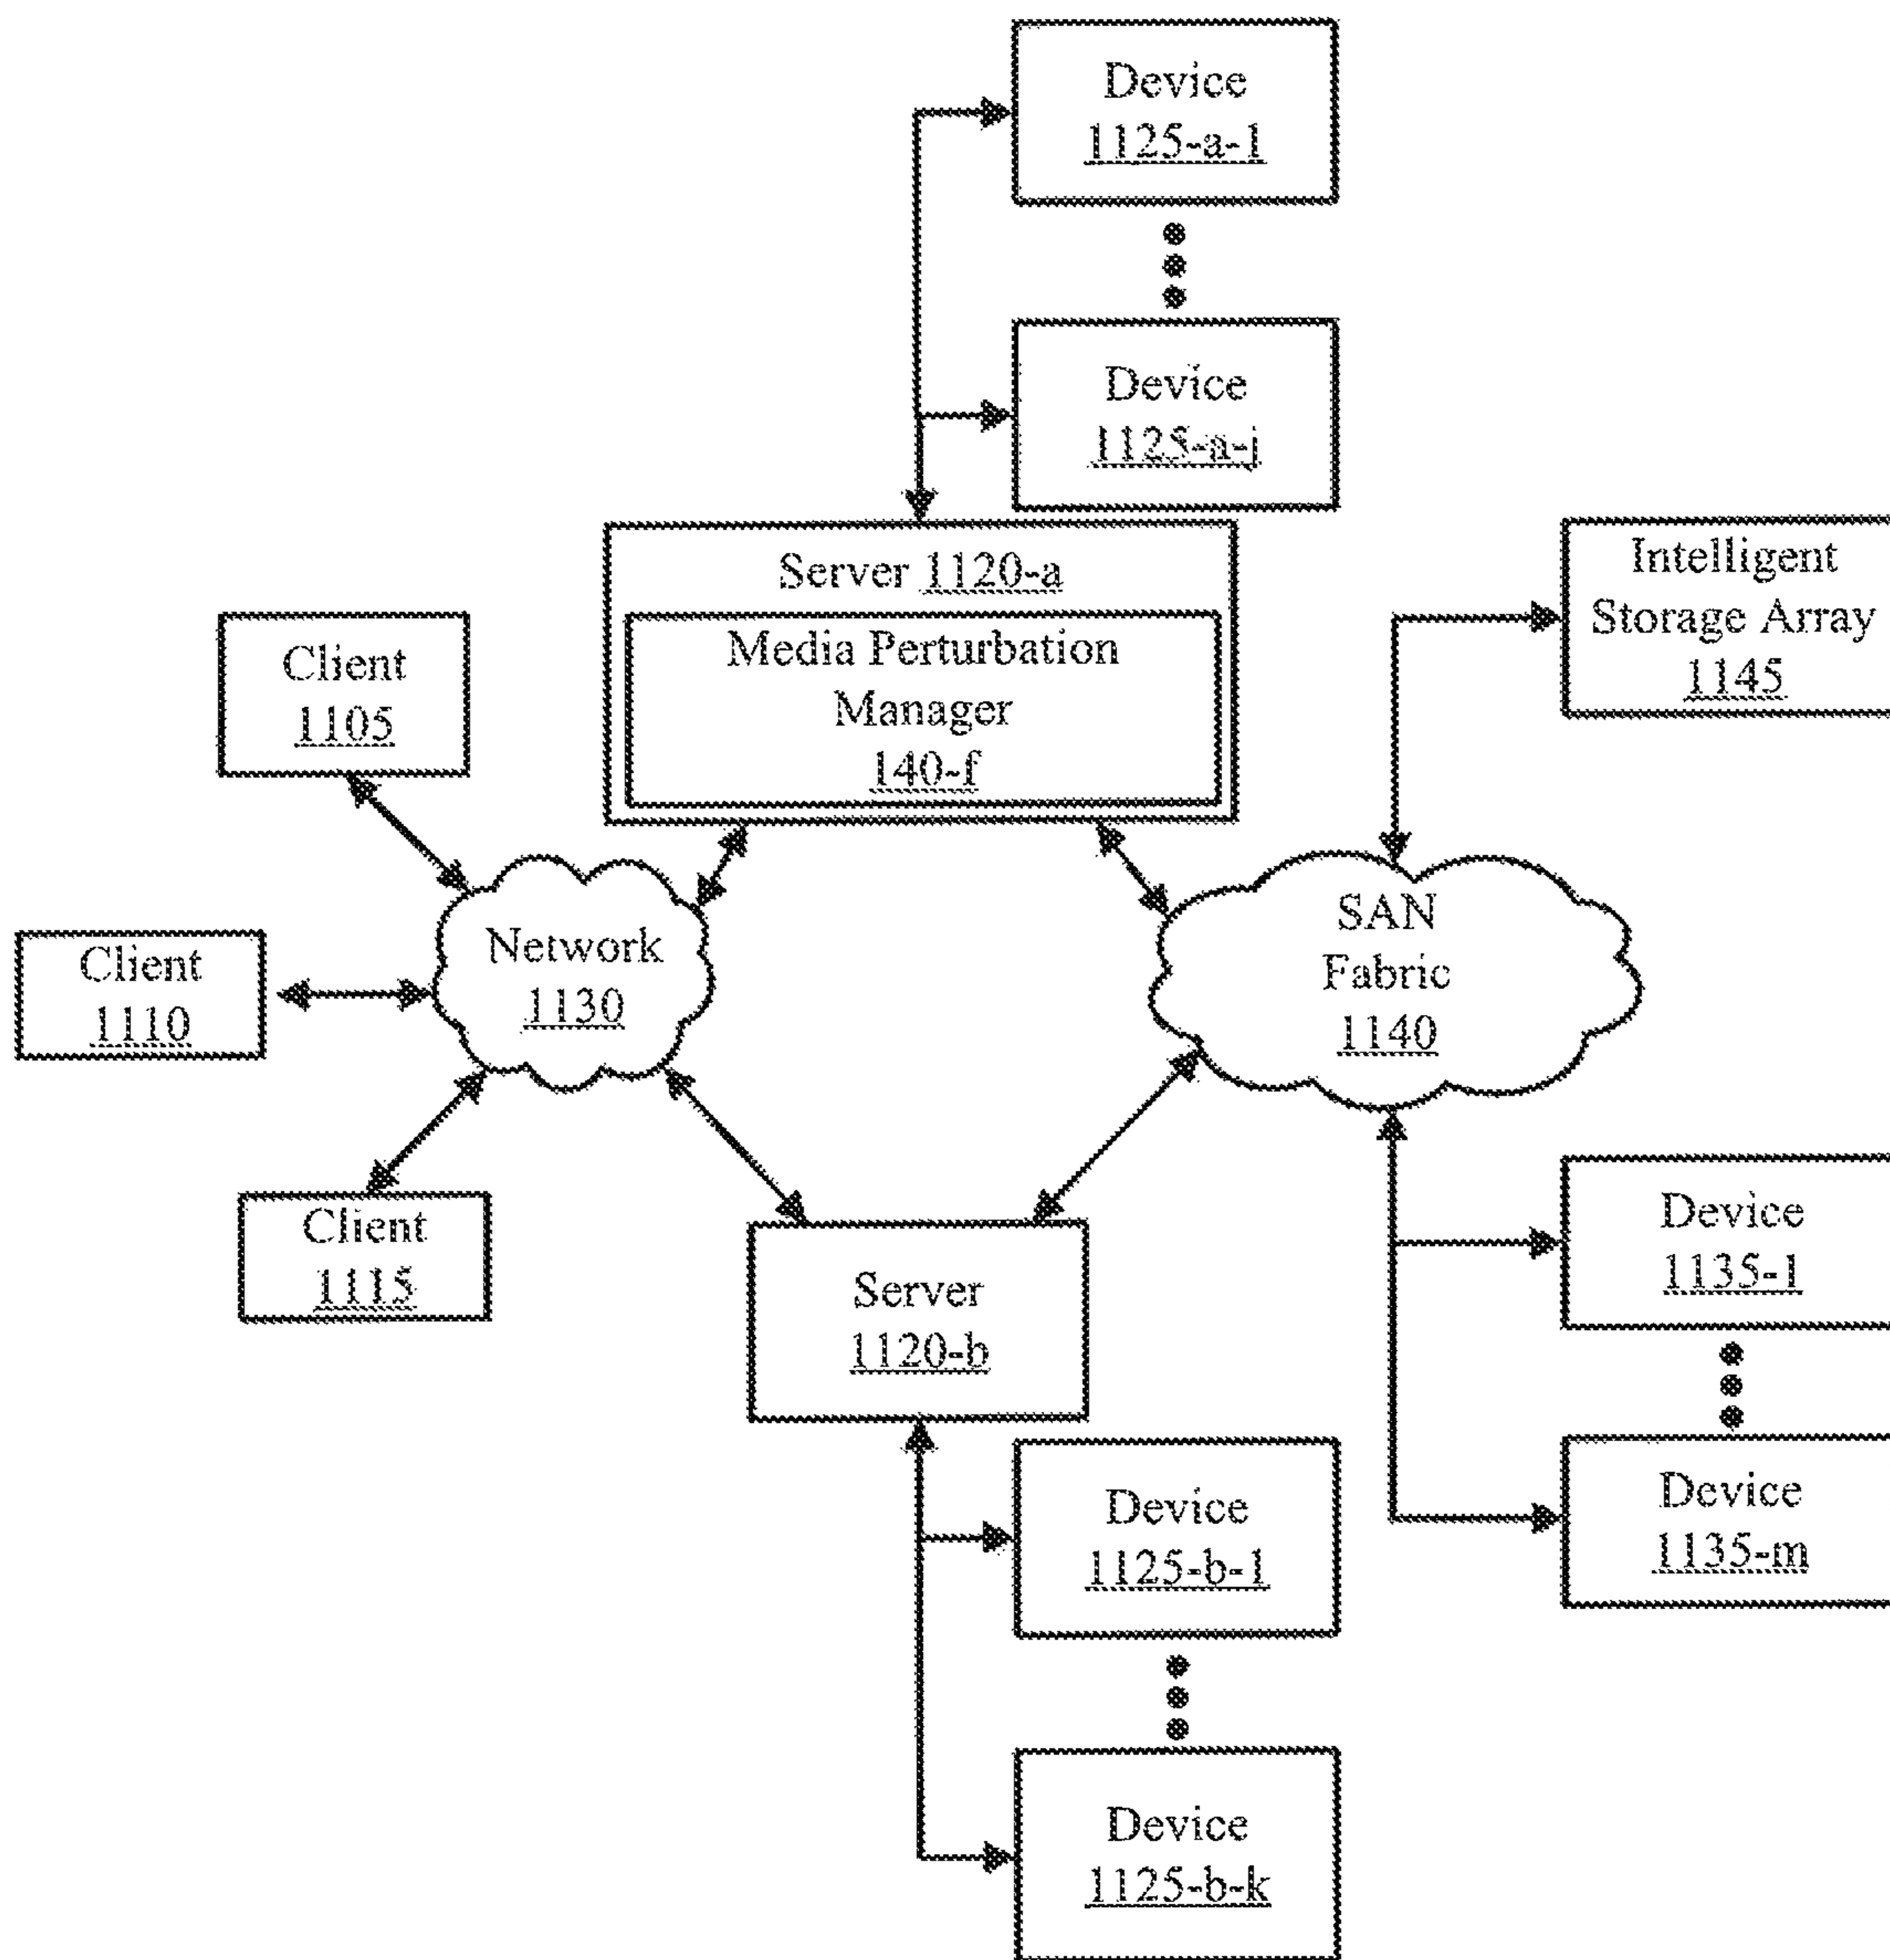 Device
1125-a-1
Device
1125-a-j
Server 1120-a
Media Perturbation
Manager
140-f
Intelligent
Storage Array
1145
Client
1105
Network
1130
SAN
Fabric
1140
Client
1110
Client
1115
Server
1120-b
Device
1135-1
Device
1135-m
Device
1125-b-1
Device
1125-b-k